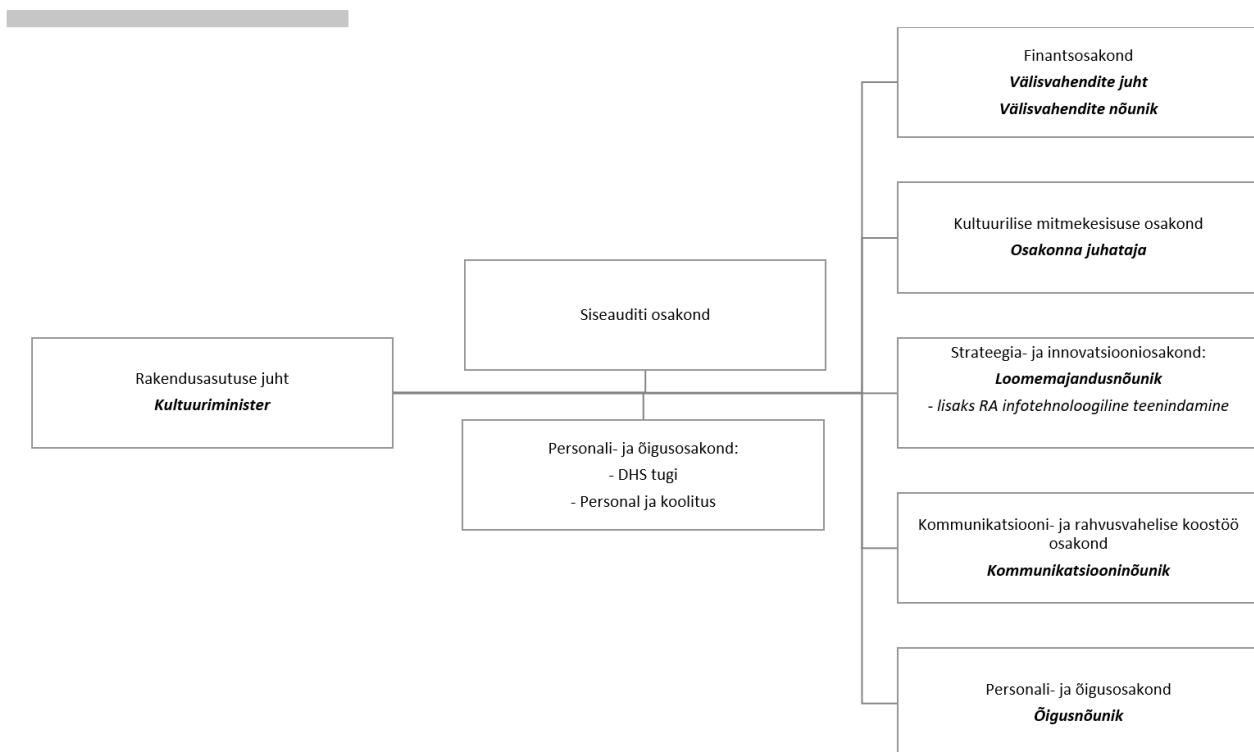 Rakendusasutuse juht
Kultuuriminister
Siseauditi osakond
Personali- ja õigusosakond:
- DHS tugi
- Personal ja koolitus
Finantsosakond
Välisvahendite juht
Välisvahendite nõunik
Kultuurilise mitmekesisuse osakond
Osakonna juhataja
Strateegia- ja innovatsiooniosakond:
Loomemajandusnõunik
- lisaks RA infotehnoloogiline teenindamine
Kommunikatsiooni- ja rahvusvahelise koostöö
osakond
Kommunikatsiooninõunik
Personali- ja õigusosakond
Õigusnõunik